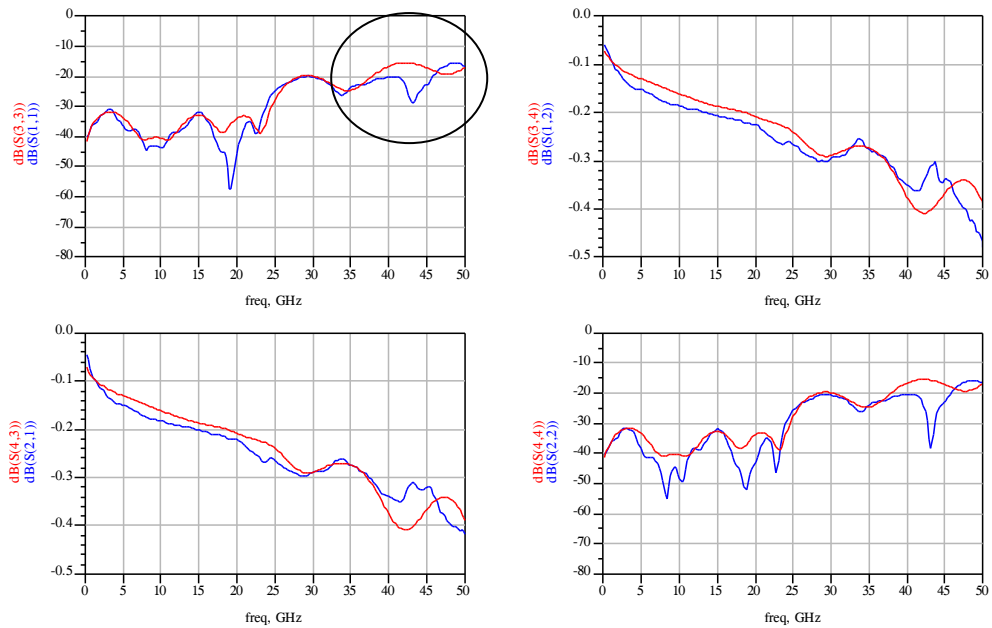 0
-10
-20
-30
-40
-50
-60
-70
-80
dB(S(3,3))
dB(S(1,1))
0 5 10 15 20 25 30 35 40 45 50
freq, GHz
0.0
-0.1
-0.2
-0.3
-0.4
-0.5
dB(S(3,4))
dB(S(1,2))
0 5 10 15 20 25 30 35 40 45 50
freq, GHz
0.0
-0.1
-0.2
-0.3
-0.4
-0.5
dB(S(4,3))
dB(S(2,1))
0 5 10 15 20 25 30 35 40 45 50
freq, GHz
0
-10
-20
-30
-40
-50
-60
-70
-80
dB(S(4,4))
dB(S(2,2))
0 5 10 15 20 25 30 35 40 45 50
freq, GHz